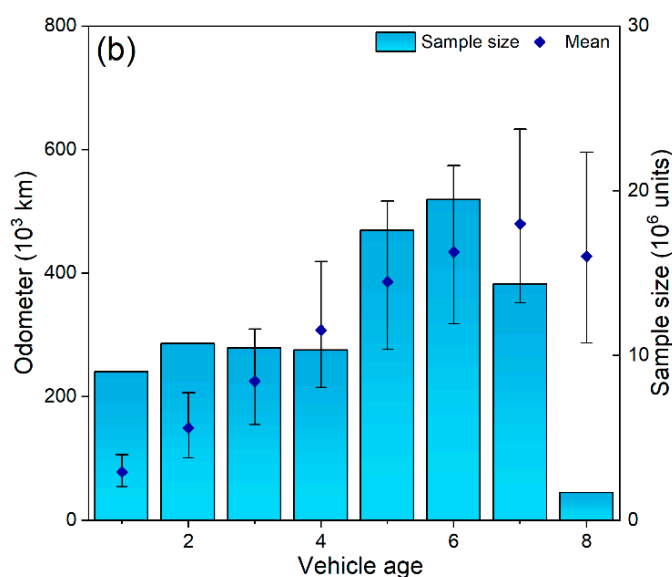 (b)
Sample size
Mean
800
600
400
200
0
Odometer (10³ km)
30
20
10
0
Sample size (10⁶ units)
2
4
6
8
Vehicle age